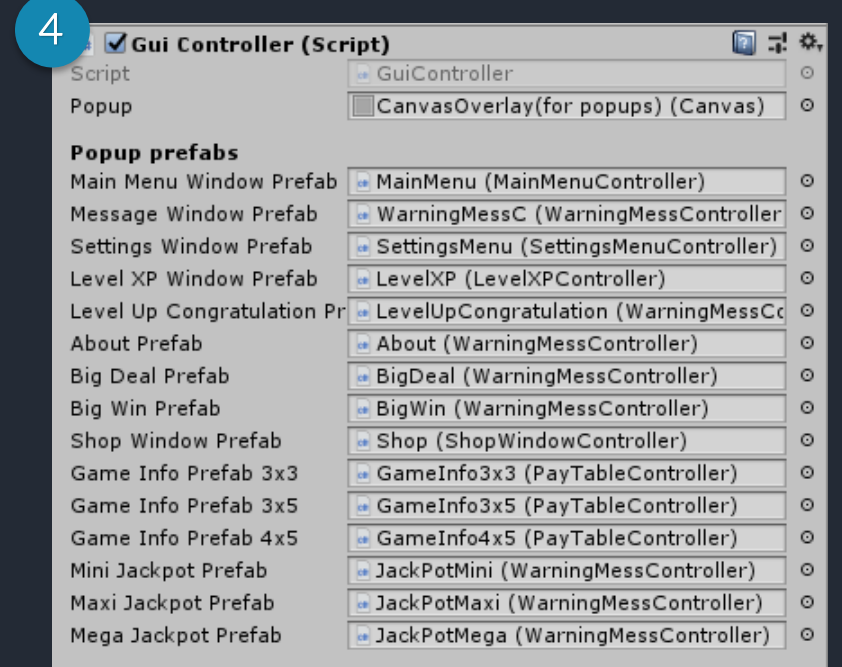 4
Gui Controller (Script)
Script GuiController
Popup CanvasOverlay(for popups) (Canvas)
Popup prefabs
Main Menu Window Prefab MainMenu (MainMenuController)
Message Window Prefab WarningMessC (WarningMessController
Settings Window Prefab SettingsMenu (SettingsMenuController)
Level XP Window Prefab LevelXP (LevelXPController)
Level Up Congratulation Pr LevelUpCongratulation (WarningMessCo
About Prefab About (WarningMessController)
Big Deal Prefab BigDeal (WarningMessController)
Big Win Prefab BigWin (WarningMessController)
Shop Window Prefab Shop (ShopWindowController)
Game Info Prefab 3x3 GameInfo3x3 (PayTableController)
Game Info Prefab 3x5 GameInfo3x5 (PayTableController)
Game Info Prefab 4x5 GameInfo4x5 (PayTableController)
Mini Jackpot Prefab JackPotMini (WarningMessController)
Maxi Jackpot Prefab JackPotMaxi (WarningMessController)
Mega Jackpot Prefab JackPotMega (WarningMessController)